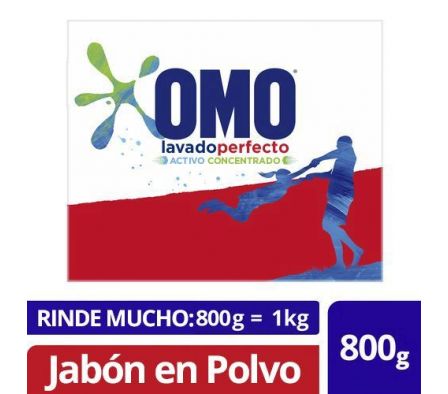 OMO
lavadoperfecto
ACTIVO CONCENTRADO
RINDE MUCHO: 800g = 1kg
800g
Jabón en Polvo